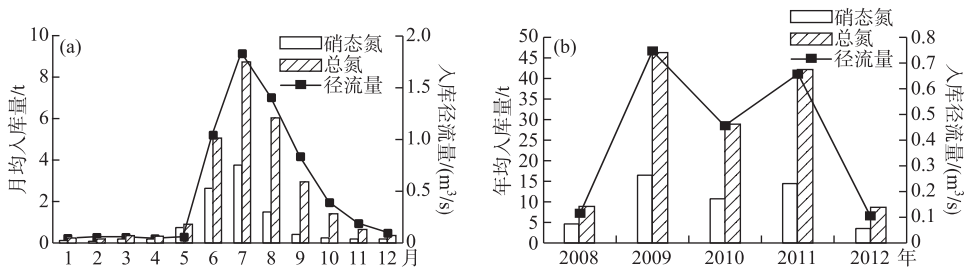 (a)
硝态氮
总氮
径流量
月均入库量/t
10
8
6
4
2
0
2.0
1.5
1.0
0.5
0
入库径流量/(m³/s)
1 2 3 4 5 6 7 8 9 10 11 12 月
(b)
硝态氮
总氮
径流量
年均入库量/t
50
45
40
35
30
25
20
15
10
5
0
0.8
0.7
0.6
0.5
0.4
0.3
0.2
0.1
0
入库径流量/(m³/s)
2008 2009 2010 2011 2012 年